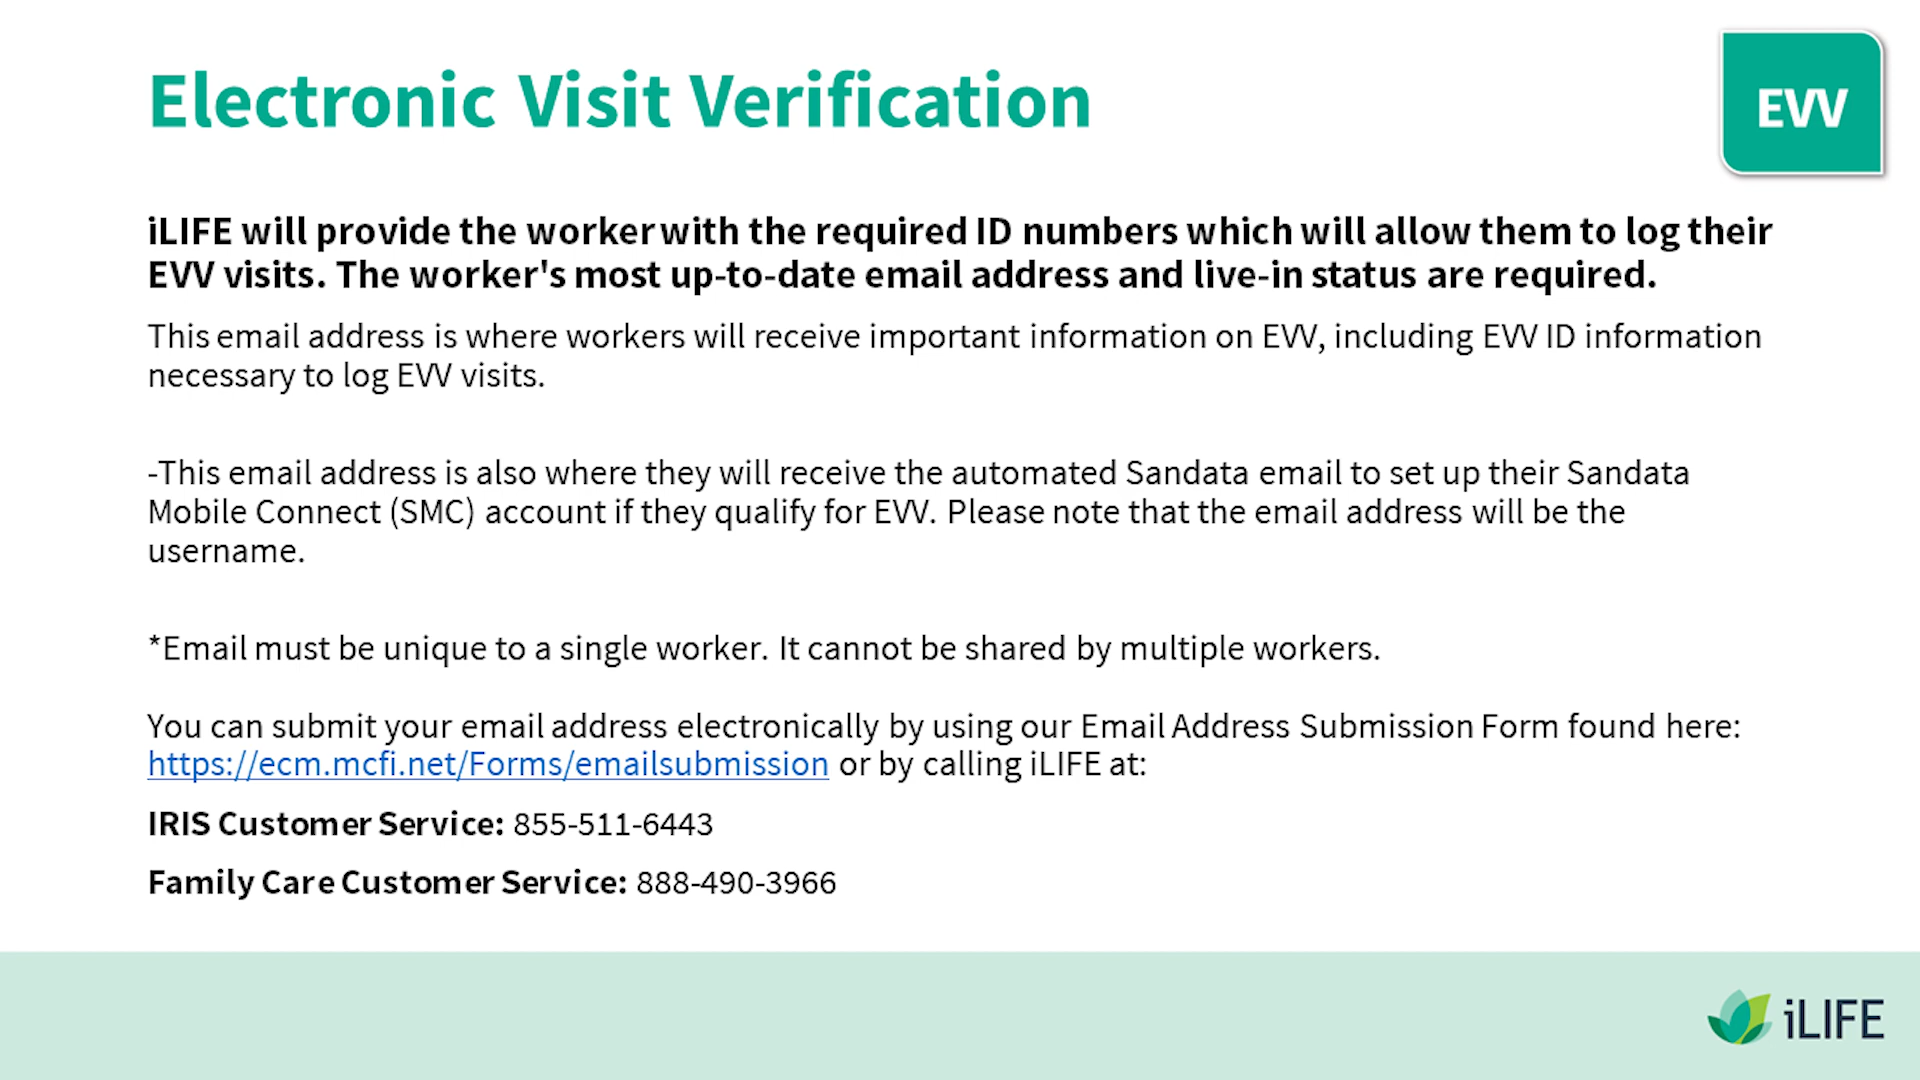 Electronic Visit Verification
EVV
iLIFE will provide the worker with the required ID numbers which will allow them to log their
EVV visits. The worker's most up-to-date email address and live-in status are required.
This email address is where workers will receive important information on EVV, including EVV ID information
necessary to log EVV visits.
-This email address is also where they will receive the automated Sandata email to set up their Sandata
Mobile Connect (SMC) account if they qualify for EVV. Please note that the email address will be the
username.
*Email must be unique to a single worker. It cannot be shared by multiple workers.
You can submit your email address electronically by using our Email Address Submission Form found here:
https://ecm.mcfi.net/Forms/emailsubmission or by calling iLIFE at:
IRIS Customer Service: 855-511-6443
Family Care Customer Service: 888-490-3966
iLIFE